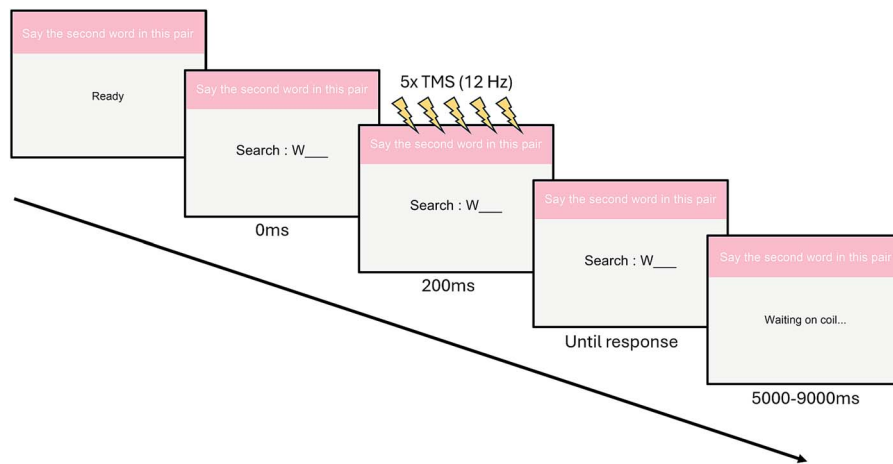 Say the second word in this pair
Ready
Say the second word in this pair
Search : W___
0ms
5x TMS (12 Hz)
Say the second word in this pair
Search : W___
200ms
Say the second word in this pair
Search : W___
Until response
Say the second word in this pair
Waiting on coil...
5000-9000ms